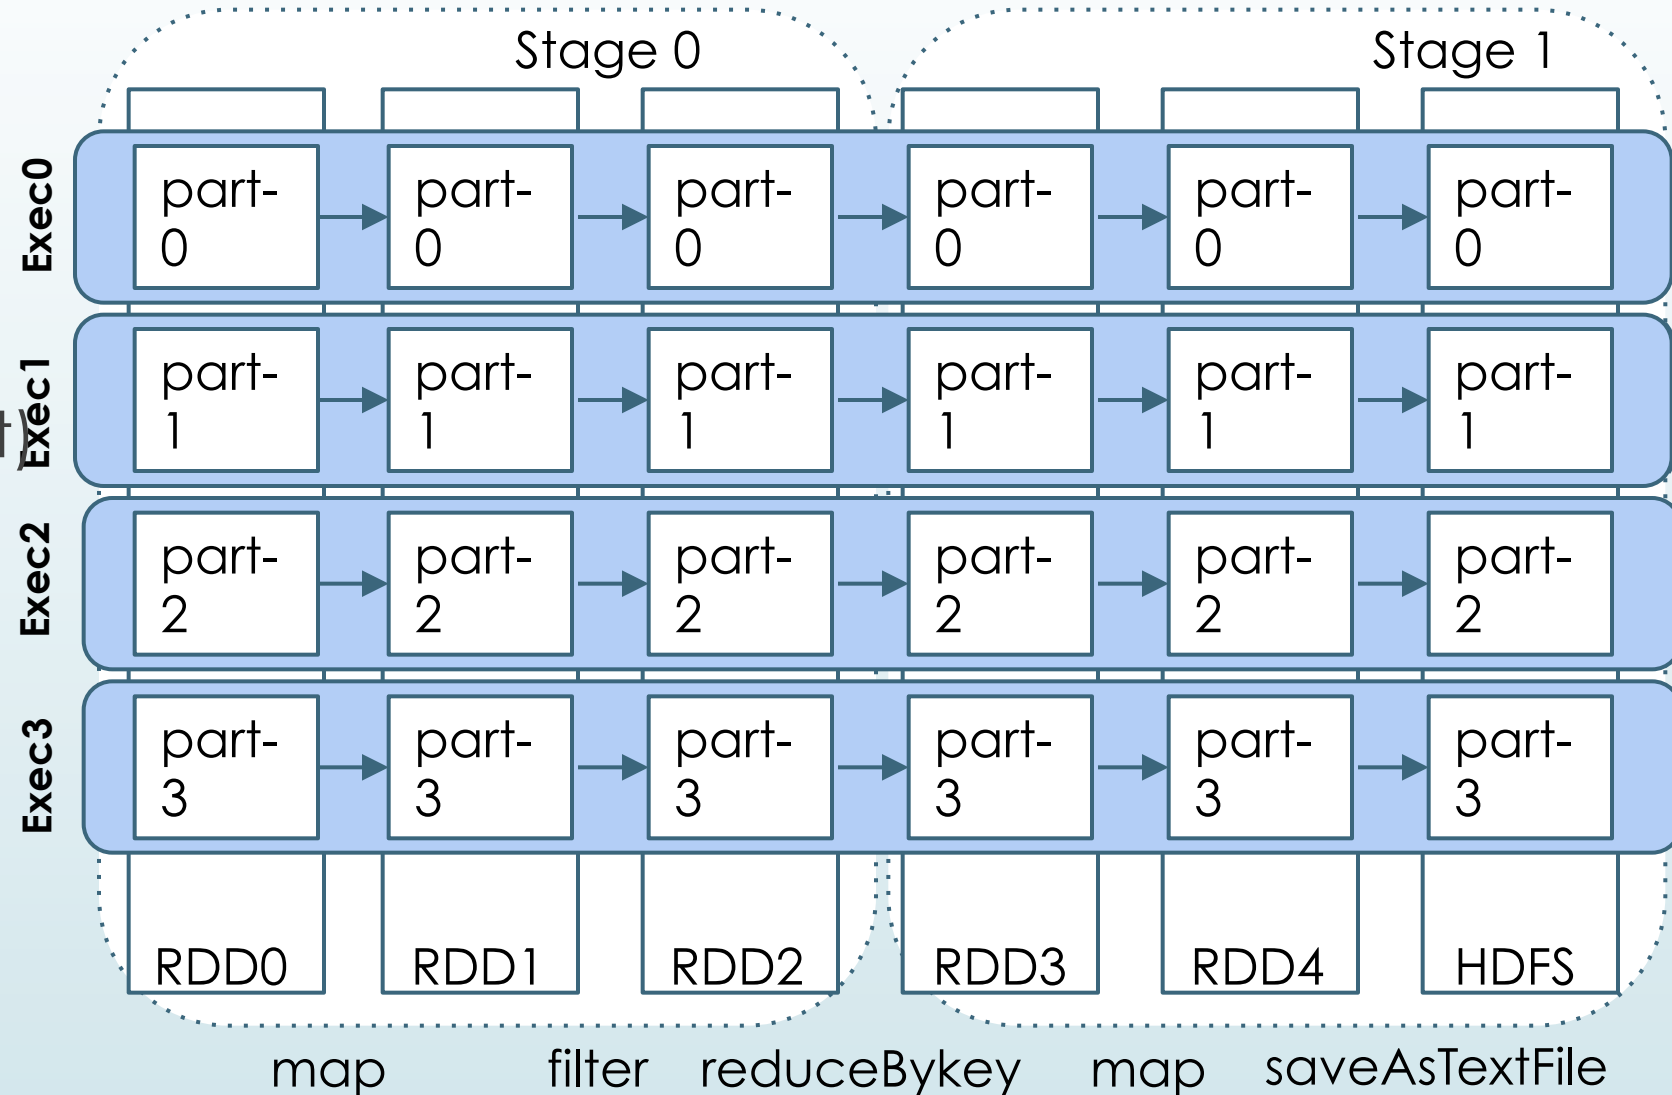 Stage 0
Stage 1
Exec0
part-
0
part-
0
part-
0
part-
0
part-
0
part-
0
t)
Exec1
part-
1
part-
1
part-
1
part-
1
part-
1
part-
1
Exec2
part-
2
part-
2
part-
2
part-
2
part-
2
part-
2
Exec3
part-
3
part-
3
part-
3
part-
3
part-
3
part-
3
RDD0
RDD1
RDD2
RDD3
RDD4
HDFS
map
filter
reduceBykey
map
saveAsTextFile